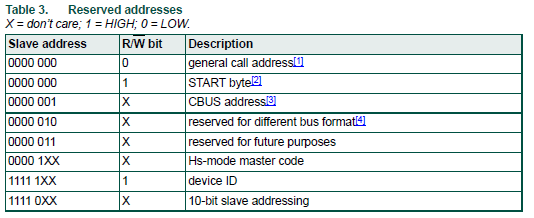 Table 3. Reserved addresses
X = don't care; 1 = HIGH; 0 = LOW.
Slave address R/W̅ bit Description
0000 000 0 general call address[1]
0000 000 1 START byte[2]
0000 001 X CBUS address[3]
0000 010 X reserved for different bus format[4]
0000 011 X reserved for future purposes
0000 1XX X Hs-mode master code
1111 1XX 1 device ID
1111 0XX X 10-bit slave addressing